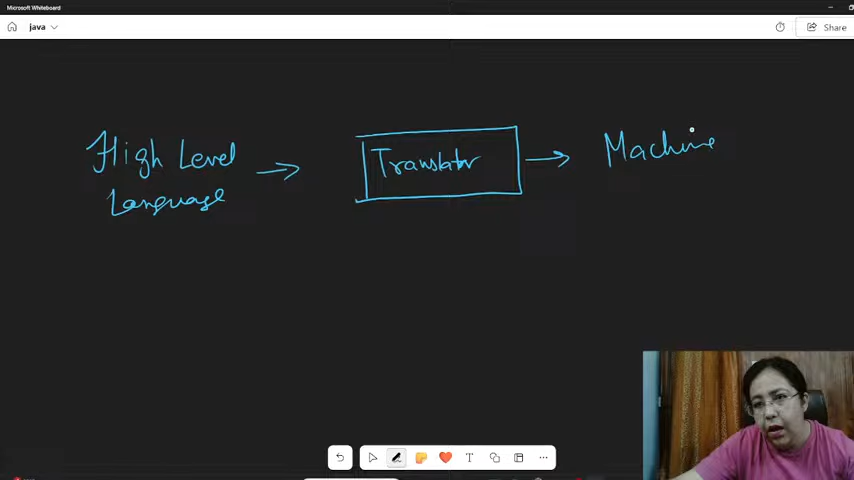 Microsoft Whiteboard
java
Share
High Level
Language
Translator
Machine